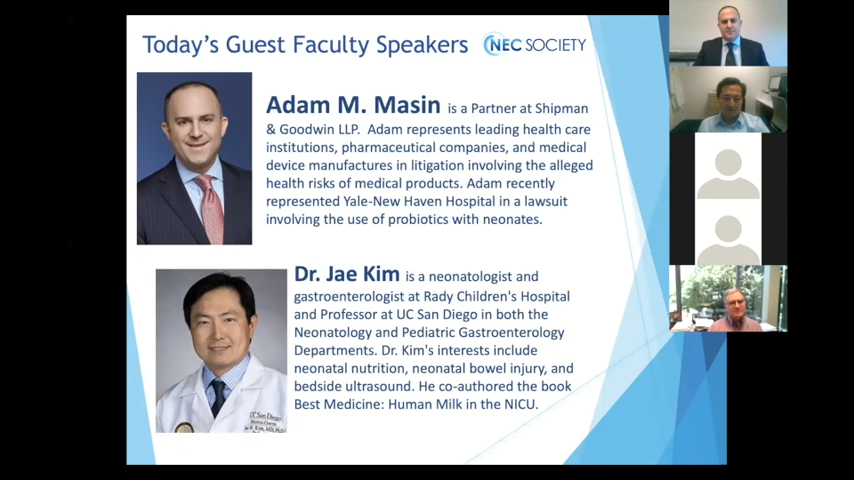 Today's Guest Faculty Speakers
NEC SOCIETY
Adam M. Masin is a Partner at Shipman
& Goodwin LLP. Adam represents leading health care
institutions, pharmaceutical companies, and medical
device manufactures in litigation involving the alleged
health risks of medical products. Adam recently
represented Yale-New Haven Hospital in a lawsuit
involving the use of probiotics with neonates.
Dr. Jae Kim is a neonatologist and
gastroenterologist at Rady Children's Hospital
and Professor at UC San Diego in both the
Neonatology and Pediatric Gastroenterology
Departments. Dr. Kim's interests include
neonatal nutrition, neonatal bowel injury, and
bedside ultrasound. He co-authored the book
Best Medicine: Human Milk in the NICU.
UC San Diego